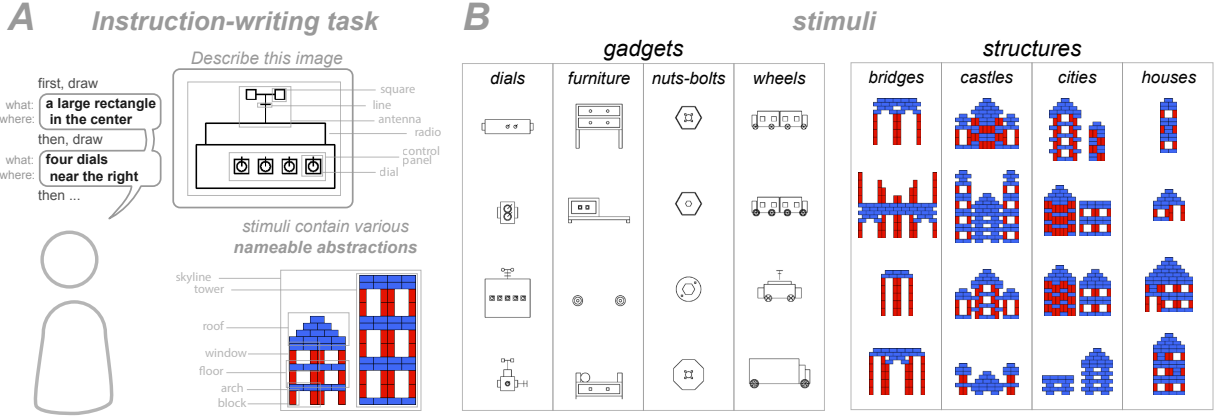 A
Instruction-writing task
Describe this image
first, draw
what:
a large rectangle
where:
in the center
then, draw
what:
four dials
where:
near the right
then ...
square
line
antenna
radio
control
panel
dial
stimuli contain various
nameable abstractions
skyline
tower
roof
window
floor
arch
block
B
stimuli
gadgets
structures
dials
furniture
nuts-bolts
wheels
bridges
castles
cities
houses